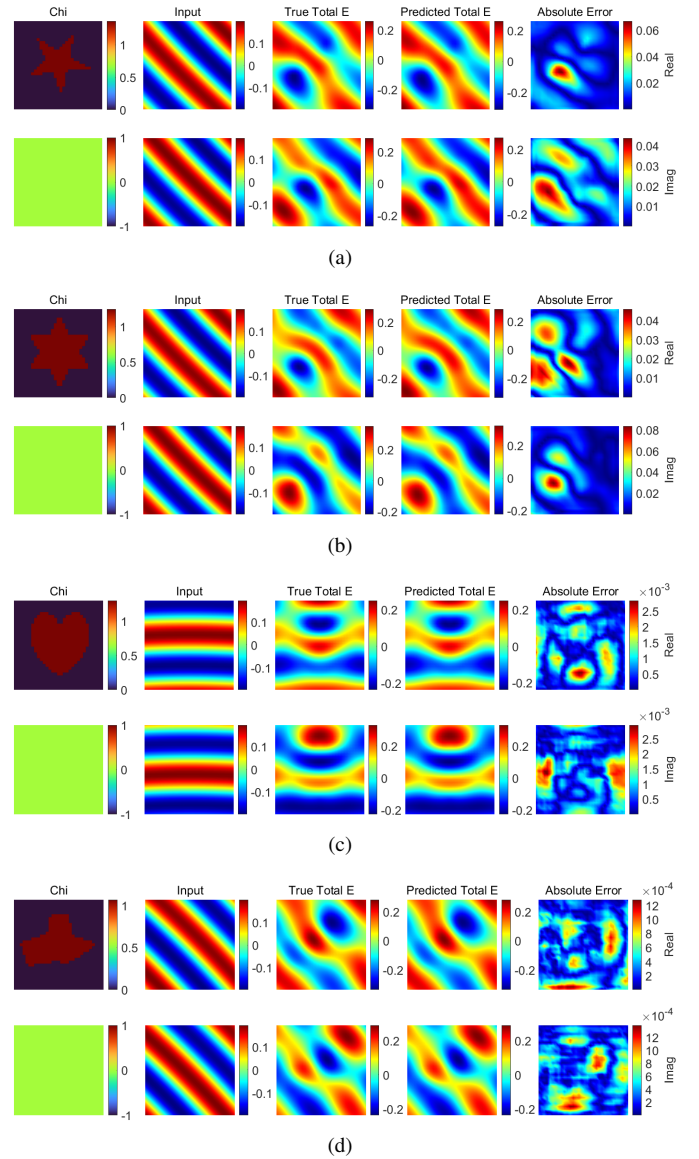 Chi Input True Total E Predicted Total E Absolute Error
1 0.5 0 0.1 -0.1 0.2 0 -0.2 0.2 0 -0.2 0.06 0.04 0.02 Real
1 0 -1 0.1 -0.1 0.2 0 -0.2 0.2 0 -0.2 0.04 0.03 0.02 0.01 Imag
(a)
Chi Input True Total E Predicted Total E Absolute Error
1 0.5 0 0.1 -0.1 0.2 0 -0.2 0.2 0 -0.2 0.04 0.03 0.02 0.01 Real
1 0 -1 0.1 -0.1 0.2 0 -0.2 0.2 0 -0.2 0.08 0.06 0.04 0.02 Imag
(b)
Chi Input True Total E Predicted Total E Absolute Error
×10-3
1 0.5 0 0.1 -0.1 0.2 0 -0.2 0.2 0 -0.2 2.5 2 1.5 1 0.5 Real
×10-3
1 0 -1 0.1 -0.1 0.2 0 -0.2 0.2 0 -0.2 2.5 2 1.5 1 0.5 Imag
(c)
Chi Input True Total E Predicted Total E Absolute Error
×10-4
1 0.5 0 0.1 -0.1 0.2 0 -0.2 0.2 0 -0.2 12 10 8 6 4 2 Real
×10-4
1 0 -1 0.1 -0.1 0.2 0 -0.2 0.2 0 -0.2 12 10 8 6 4 2 Imag
(d)